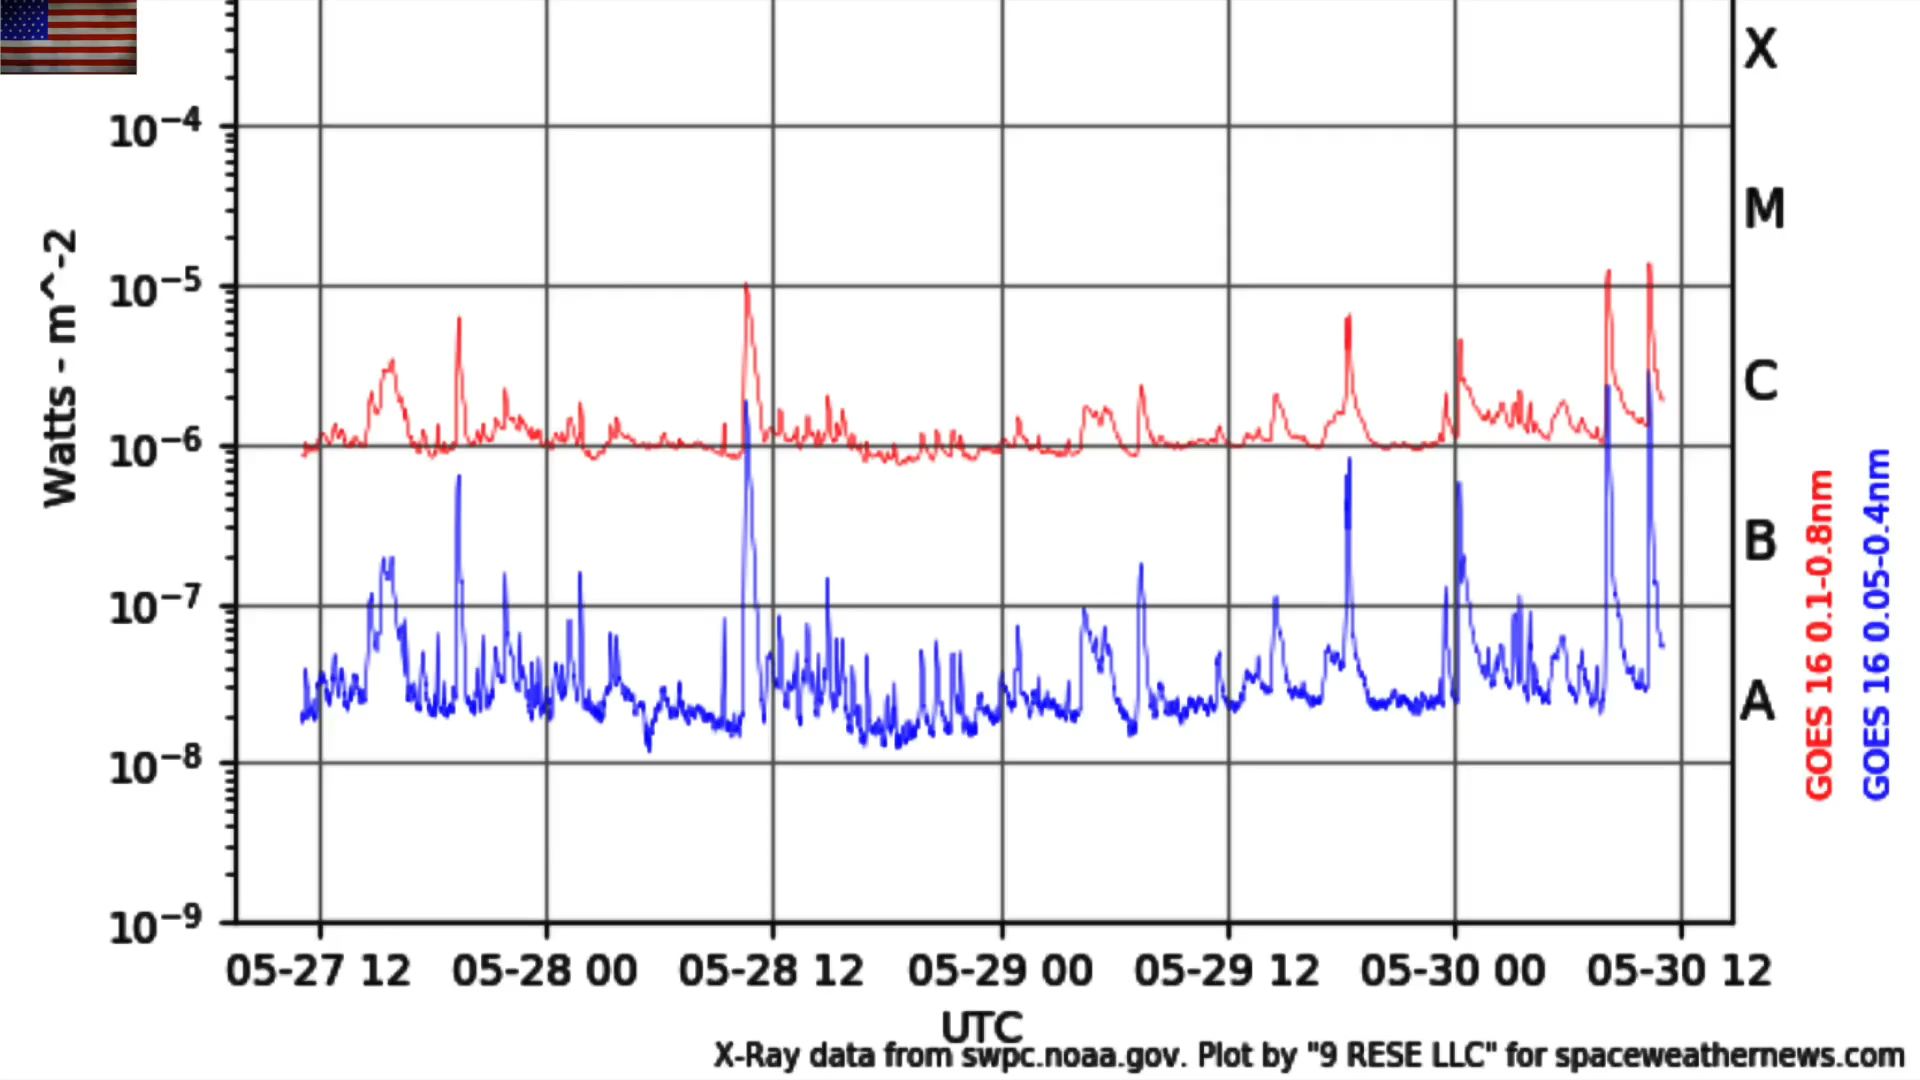 X
10⁻⁴
M
10⁻⁵
C
10⁻⁶
B
10⁻⁷
A
10⁻⁸
10⁻⁹
Watts - m^-2
GOES 16 0.1-0.8nm
GOES 16 0.05-0.4nm
05-27 12 05-28 00 05-28 12 05-29 00 05-29 12 05-30 00 05-30 12
UTC
X-Ray data from swpc.noaa.gov. Plot by "9 RESE LLC" for spaceweathernews.com